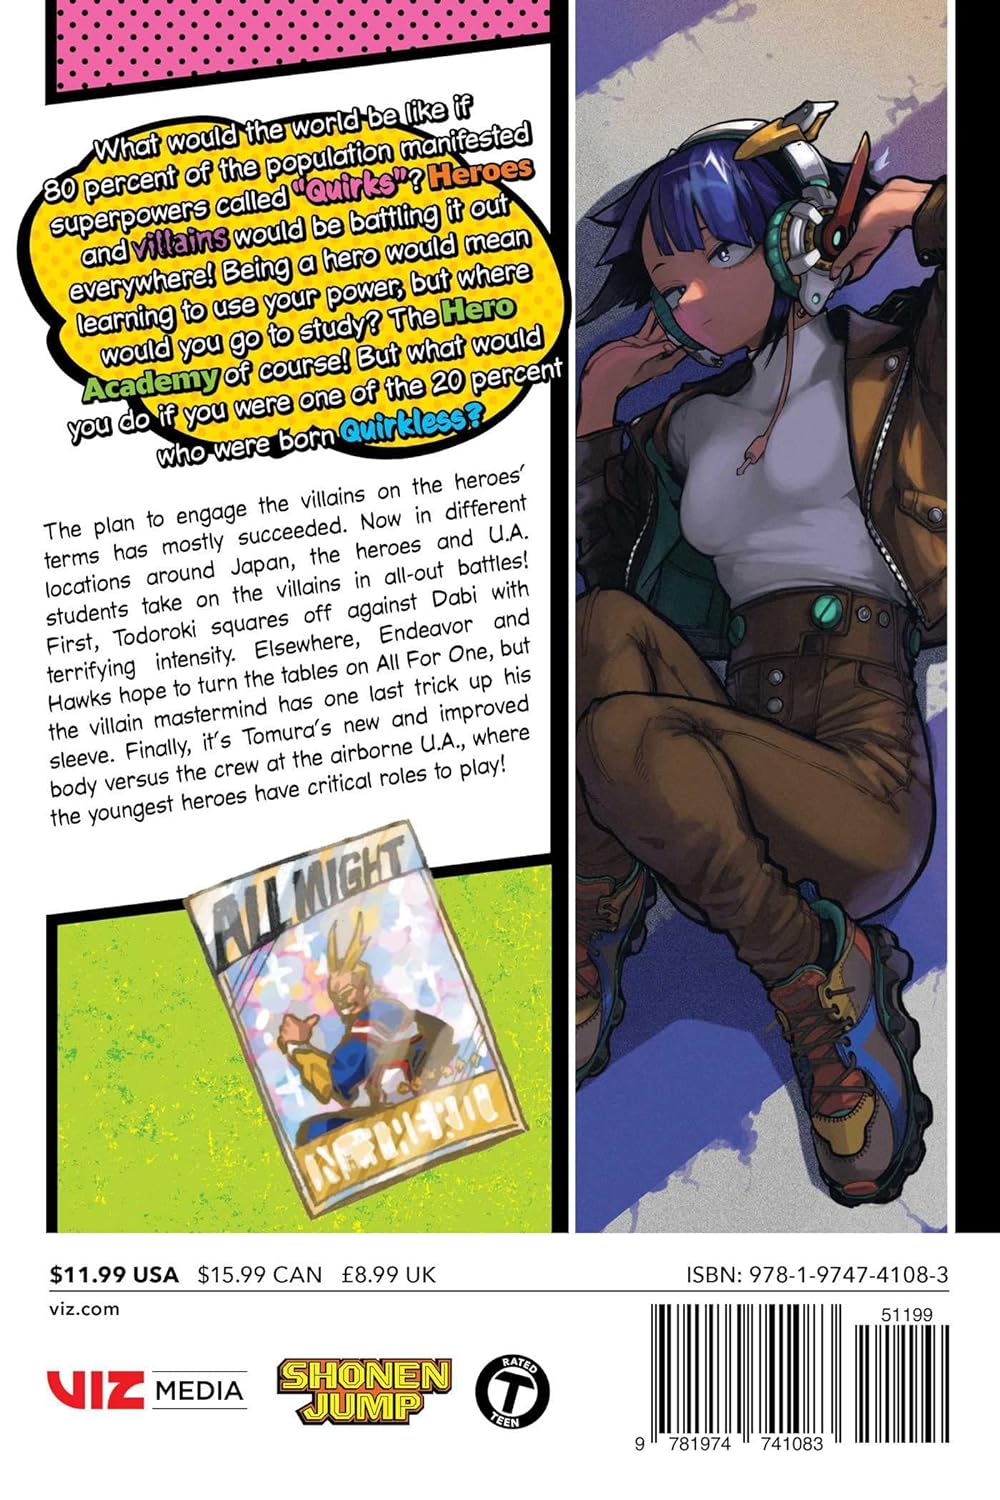 What would the world be like if
80 percent of the population manifested
superpowers called "Quirks"? Heroes
and villains would be battling it out
everywhere! Being a hero would mean
learning to use your power, but where
would you go to study? The Hero
Academy of course! But what would
you do if you were one of the 20 percent
who were born Quirkless?
The plan to engage the villains on the heroes'
terms has mostly succeeded. Now in different
locations around Japan, the heroes and U.A.
students take on the villains in all-out battles!
First, Todoroki squares off against Dabi with
terrifying intensity. Elsewhere, Endeavor and
Hawks hope to turn the tables on All For One, but
the villain mastermind has one last trick up his
sleeve. Finally, it's Tomura's new and improved
body versus the crew at the airborne U.A., where
the youngest heroes have critical roles to play!
ALL MIGHT
$11.99 USA $15.99 CAN £8.99 UK
ISBN: 978-1-9747-4108-3
viz.com
51199
VIZ MEDIA
SHONEN
JUMP
RATED
T
TEEN
9 781974 741083